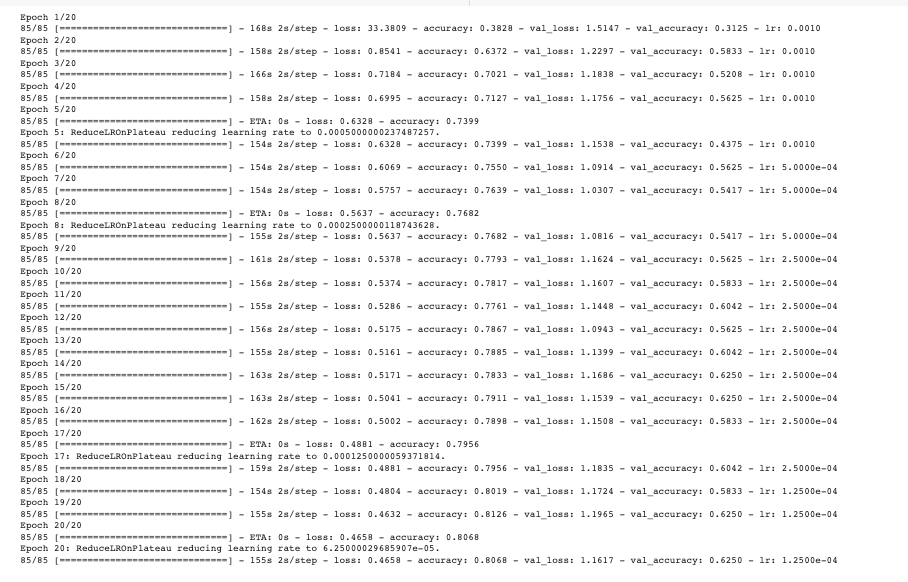 Epoch 1/20
85/85 [==============================] - 168s 2s/step - loss: 33.3809 - accuracy: 0.3828 - val_loss: 1.5147 - val_accuracy: 0.3125 - lr: 0.0010
Epoch 2/20
85/85 [==============================] - 158s 2s/step - loss: 0.8541 - accuracy: 0.6372 - val_loss: 1.2297 - val_accuracy: 0.5833 - lr: 0.0010
Epoch 3/20
85/85 [==============================] - 166s 2s/step - loss: 0.7184 - accuracy: 0.7021 - val_loss: 1.1838 - val_accuracy: 0.5208 - lr: 0.0010
Epoch 4/20
85/85 [==============================] - 158s 2s/step - loss: 0.6995 - accuracy: 0.7127 - val_loss: 1.1756 - val_accuracy: 0.5625 - lr: 0.0010
Epoch 5/20
85/85 [==============================] - ETA: 0s - loss: 0.6328 - accuracy: 0.7399
Epoch 5: ReduceLROnPlateau reducing learning rate to 0.0005000000237487257.
85/85 [==============================] - 154s 2s/step - loss: 0.6328 - accuracy: 0.7399 - val_loss: 1.1538 - val_accuracy: 0.4375 - lr: 0.0010
Epoch 6/20
85/85 [==============================] - 154s 2s/step - loss: 0.6069 - accuracy: 0.7550 - val_loss: 1.0914 - val_accuracy: 0.5625 - lr: 5.0000e-04
Epoch 7/20
85/85 [==============================] - 154s 2s/step - loss: 0.5757 - accuracy: 0.7639 - val_loss: 1.0307 - val_accuracy: 0.5417 - lr: 5.0000e-04
Epoch 8/20
85/85 [==============================] - ETA: 0s - loss: 0.5637 - accuracy: 0.7682
Epoch 8: ReduceLROnPlateau reducing learning rate to 0.0002500000118743628.
85/85 [==============================] - 155s 2s/step - loss: 0.5637 - accuracy: 0.7682 - val_loss: 1.0816 - val_accuracy: 0.5417 - lr: 5.0000e-04
Epoch 9/20
85/85 [==============================] - 161s 2s/step - loss: 0.5378 - accuracy: 0.7793 - val_loss: 1.1624 - val_accuracy: 0.5625 - lr: 2.5000e-04
Epoch 10/20
85/85 [==============================] - 156s 2s/step - loss: 0.5374 - accuracy: 0.7817 - val_loss: 1.1607 - val_accuracy: 0.5833 - lr: 2.5000e-04
Epoch 11/20
85/85 [==============================] - 155s 2s/step - loss: 0.5286 - accuracy: 0.7761 - val_loss: 1.1448 - val_accuracy: 0.6042 - lr: 2.5000e-04
Epoch 12/20
85/85 [==============================] - 156s 2s/step - loss: 0.5175 - accuracy: 0.7867 - val_loss: 1.0943 - val_accuracy: 0.5625 - lr: 2.5000e-04
Epoch 13/20
85/85 [==============================] - 155s 2s/step - loss: 0.5161 - accuracy: 0.7885 - val_loss: 1.1399 - val_accuracy: 0.6042 - lr: 2.5000e-04
Epoch 14/20
85/85 [==============================] - 163s 2s/step - loss: 0.5171 - accuracy: 0.7833 - val_loss: 1.1686 - val_accuracy: 0.6250 - lr: 2.5000e-04
Epoch 15/20
85/85 [==============================] - 163s 2s/step - loss: 0.5041 - accuracy: 0.7911 - val_loss: 1.1539 - val_accuracy: 0.6250 - lr: 2.5000e-04
Epoch 16/20
85/85 [==============================] - 162s 2s/step - loss: 0.5002 - accuracy: 0.7898 - val_loss: 1.1508 - val_accuracy: 0.5833 - lr: 2.5000e-04
Epoch 17/20
85/85 [==============================] - ETA: 0s - loss: 0.4881 - accuracy: 0.7956
Epoch 17: ReduceLROnPlateau reducing learning rate to 0.0001250000059371814.
85/85 [==============================] - 159s 2s/step - loss: 0.4881 - accuracy: 0.7956 - val_loss: 1.1835 - val_accuracy: 0.6042 - lr: 2.5000e-04
Epoch 18/20
85/85 [==============================] - 154s 2s/step - loss: 0.4804 - accuracy: 0.8019 - val_loss: 1.1724 - val_accuracy: 0.5833 - lr: 1.2500e-04
Epoch 19/20
85/85 [==============================] - 155s 2s/step - loss: 0.4632 - accuracy: 0.8126 - val_loss: 1.1965 - val_accuracy: 0.6250 - lr: 1.2500e-04
Epoch 20/20
85/85 [==============================] - ETA: 0s - loss: 0.4658 - accuracy: 0.8068
Epoch 20: ReduceLROnPlateau reducing learning rate to 6.25000029685907e-05.
85/85 [==============================] - 155s 2s/step - loss: 0.4658 - accuracy: 0.8068 - val_loss: 1.1617 - val_accuracy: 0.6250 - lr: 1.2500e-04